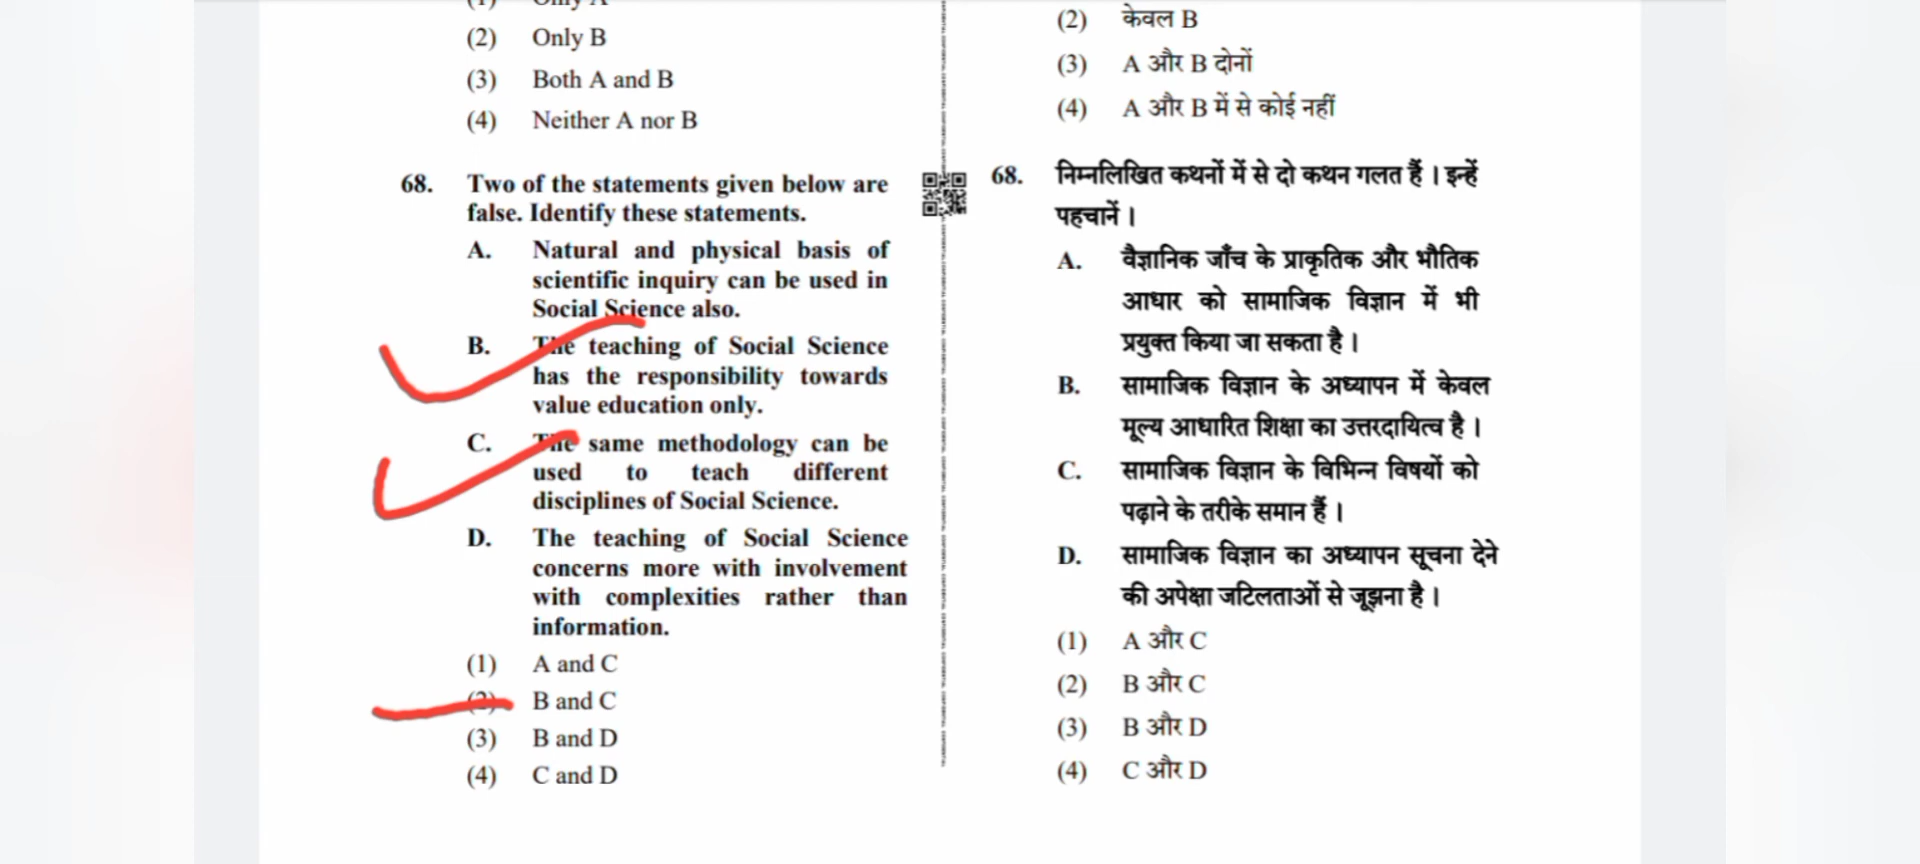 Only A
(2) Only B
(3) Both A and B
(4) Neither A nor B
68. Two of the statements given below are
false. Identify these statements.
A. Natural and physical basis of
scientific inquiry can be used in
Social Science also.
B. The teaching of Social Science
has the responsibility towards
value education only.
C. The same methodology can be
used to teach different
disciplines of Social Science.
D. The teaching of Social Science
concerns more with involvement
with complexities rather than
information.
(1) A and C
(2) B and C
(3) B and D
(4) C and D
(2) केवल B
(3) A और B दोनों
(4) A और B में से कोई नहीं
68. निम्नलिखित कथनों में से दो कथन गलत हैं । इन्हें
पहचानें ।
A. वैज्ञानिक जाँच के प्राकृतिक और भौतिक
आधार को सामाजिक विज्ञान में भी
प्रयुक्त किया जा सकता है ।
B. सामाजिक विज्ञान के अध्यापन में केवल
मूल्य आधारित शिक्षा का उत्तरदायित्व है ।
C. सामाजिक विज्ञान के विभिन्न विषयों को
पढ़ाने के तरीके समान हैं ।
D. सामाजिक विज्ञान का अध्यापन सूचना देने
की अपेक्षा जटिलताओं से जूझना है ।
(1) A और C
(2) B और C
(3) B और D
(4) C और D